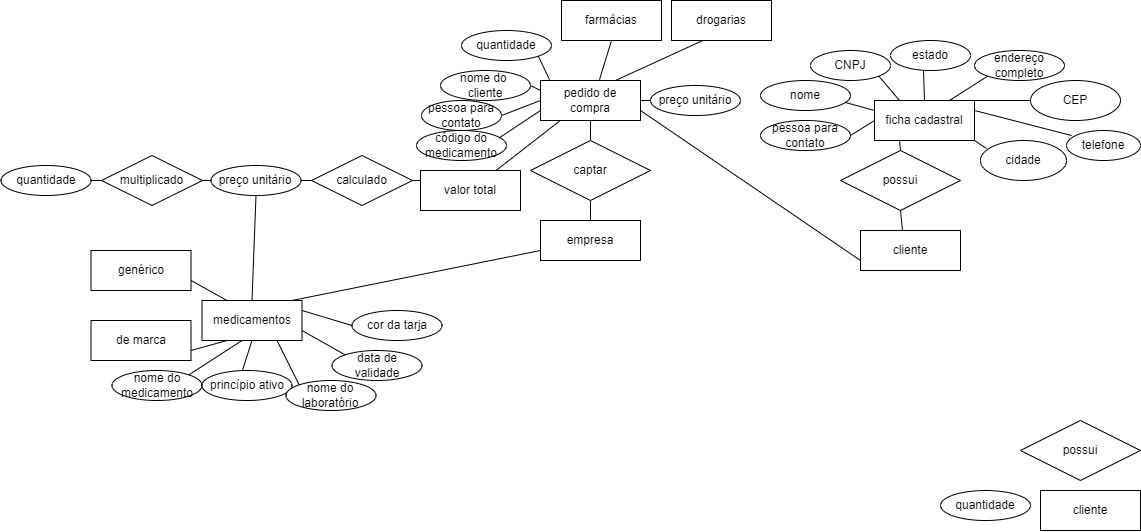 farmácias
drogarias
quantidade
nome do
cliente
pessoa para
contato
código do
medicamento
pedido de
compra
preço unitário
CNPJ
estado
endereço
completo
nome
CEP
pessoa para
contato
ficha cadastral
telefone
cidade
quantidade
multiplicado
preço unitário
calculado
valor total
captar
possui
empresa
cliente
genérico
medicamentos
de marca
cor da tarja
data de
validade
nome do
medicamento
princípio ativo
nome do
laboratório
possui
quantidade
cliente